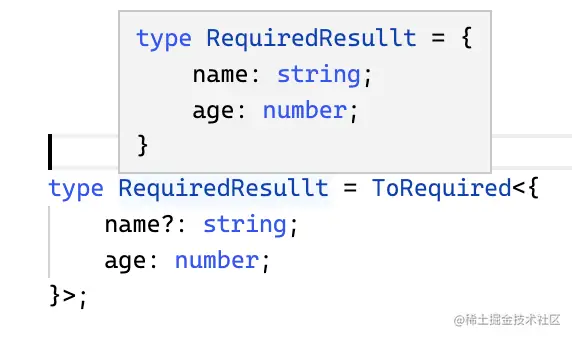 type RequiredResullt = {
    name: string;
    age: number;
}
type RequiredResullt = ToRequired<{
    name?: string;
    age: number;
}>;
@稀土掘金技术社区